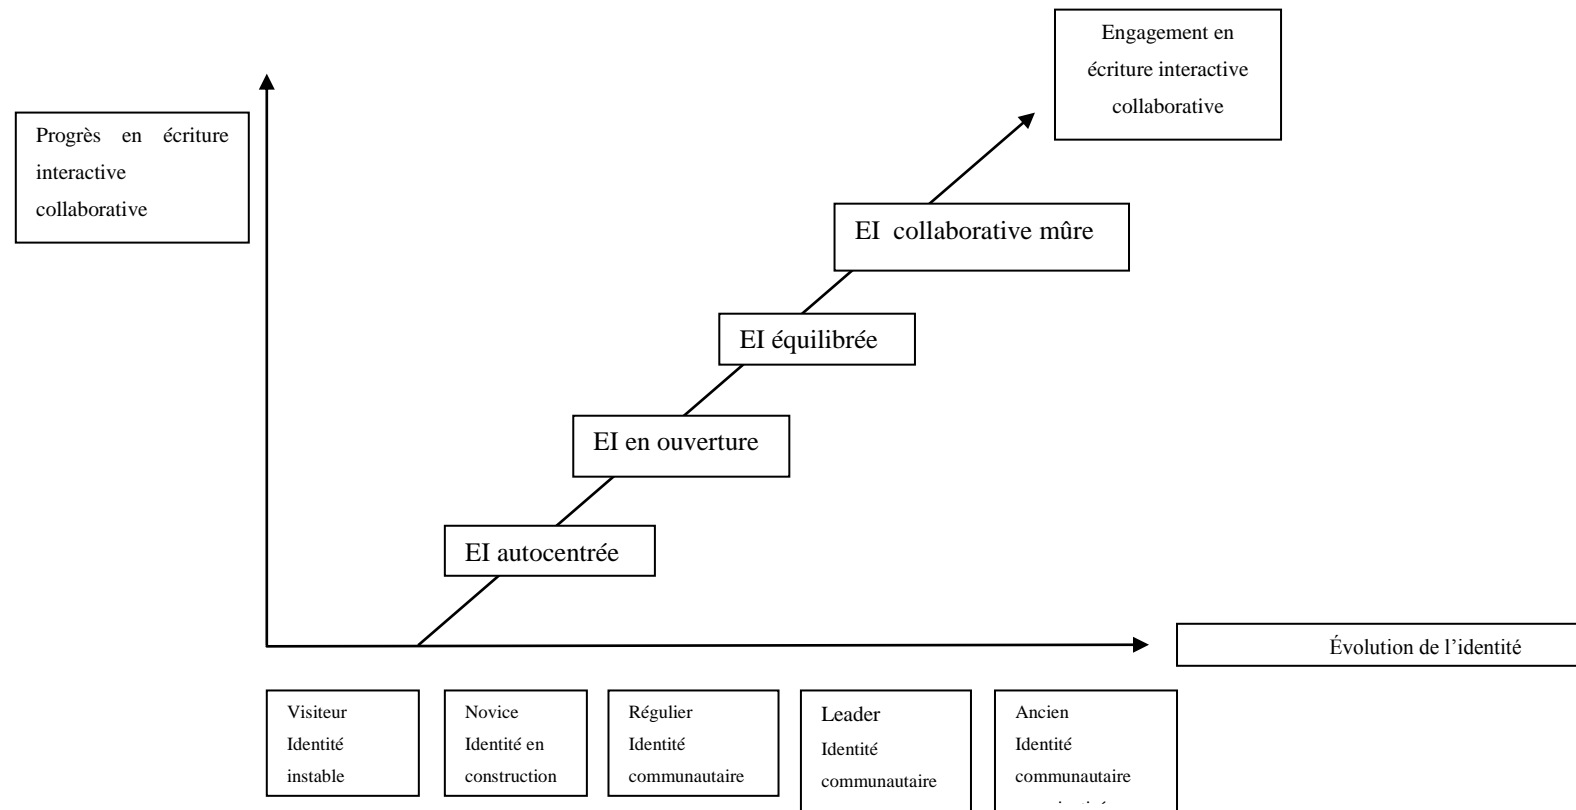 Engagement en
écriture interactive
collaborative
Progrès en écriture
interactive
collaborative
EI collaborative mûre
EI équilibrée
EI en ouverture
EI autocentrée
Évolution de l’identité
Visiteur
Identité
instable
Novice
Identité en
construction
Régulier
Identité
communautaire
Leader
Identité
communautaire
Ancien
Identité
communautaire